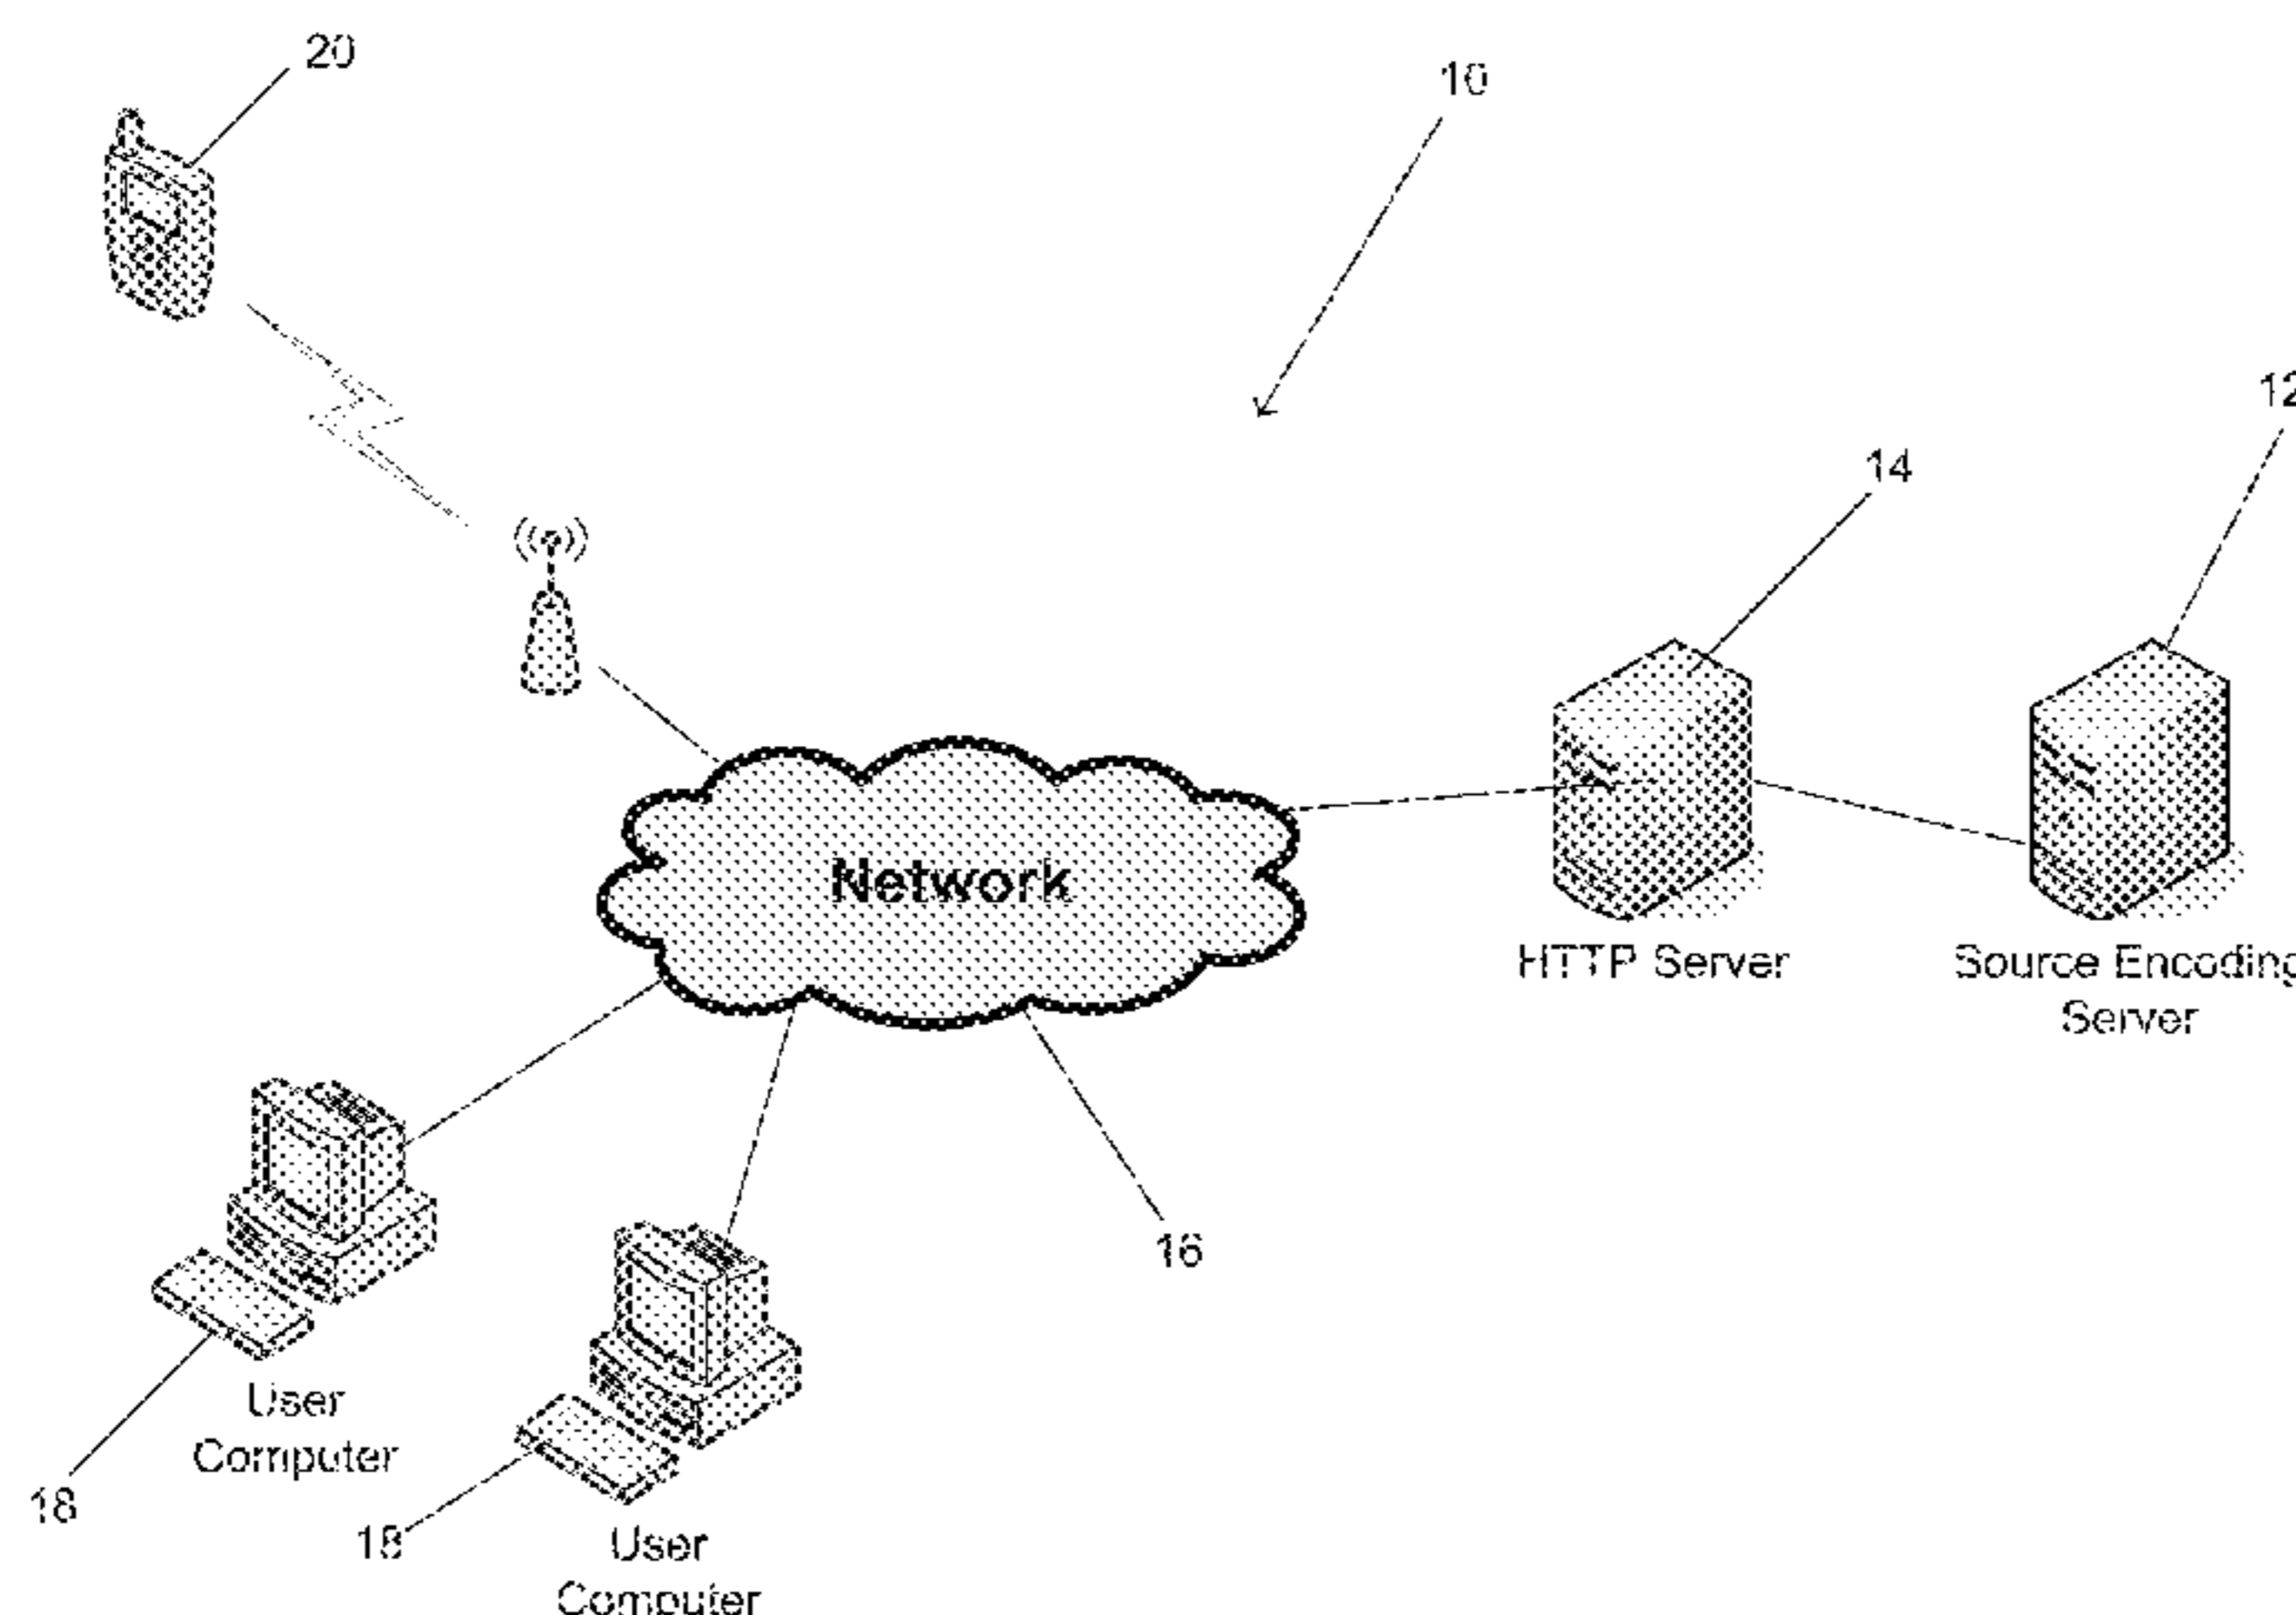 20
10
12
14
Network
HTTP Server
Source Encoding
Server
16
User
Computer
18
18
User
Computer